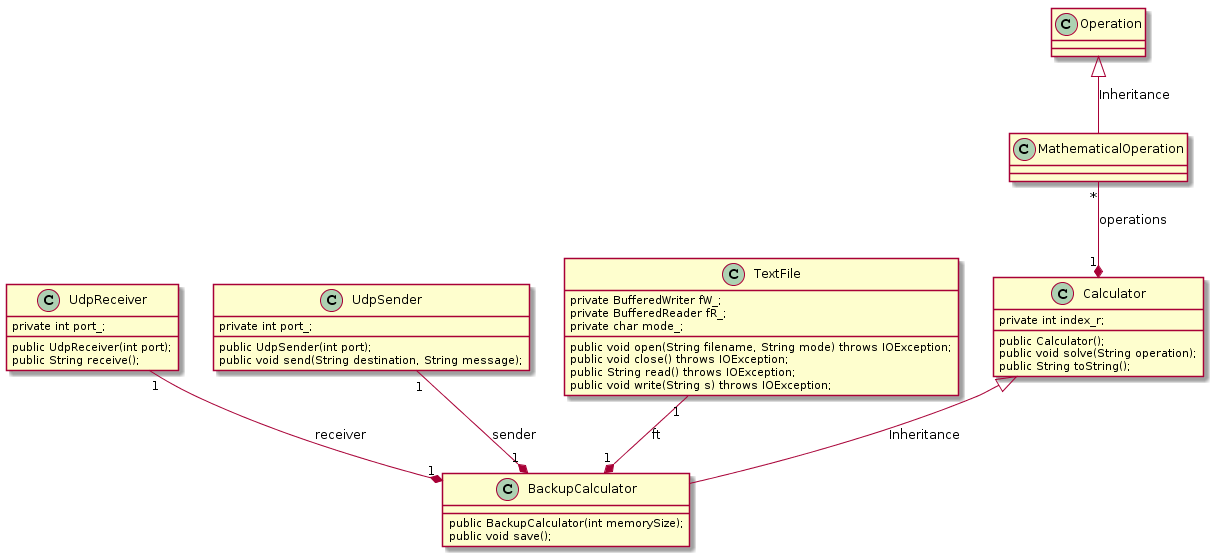 C Operation
Inheritance
C MathematicalOperation
*
operations
1
C UdpReceiver
private int port_;
public UdpReceiver(int port);
public String receive();
C UdpSender
private int port_;
public UdpSender(int port);
public void send(String destination, String message);
C TextFile
private BufferedWriter fW_;
private BufferedReader fR_;
private char mode_;
public void open(String filename, String mode) throws IOException;
public void close() throws IOException;
public String read() throws IOException;
public void write(String s) throws IOException;
C Calculator
private int index_r;
public Calculator();
public void solve(String operation);
public String toString();
1
1
1
receiver
sender
ft
Inheritance
1
1
1
C BackupCalculator
public BackupCalculator(int memorySize);
public void save();